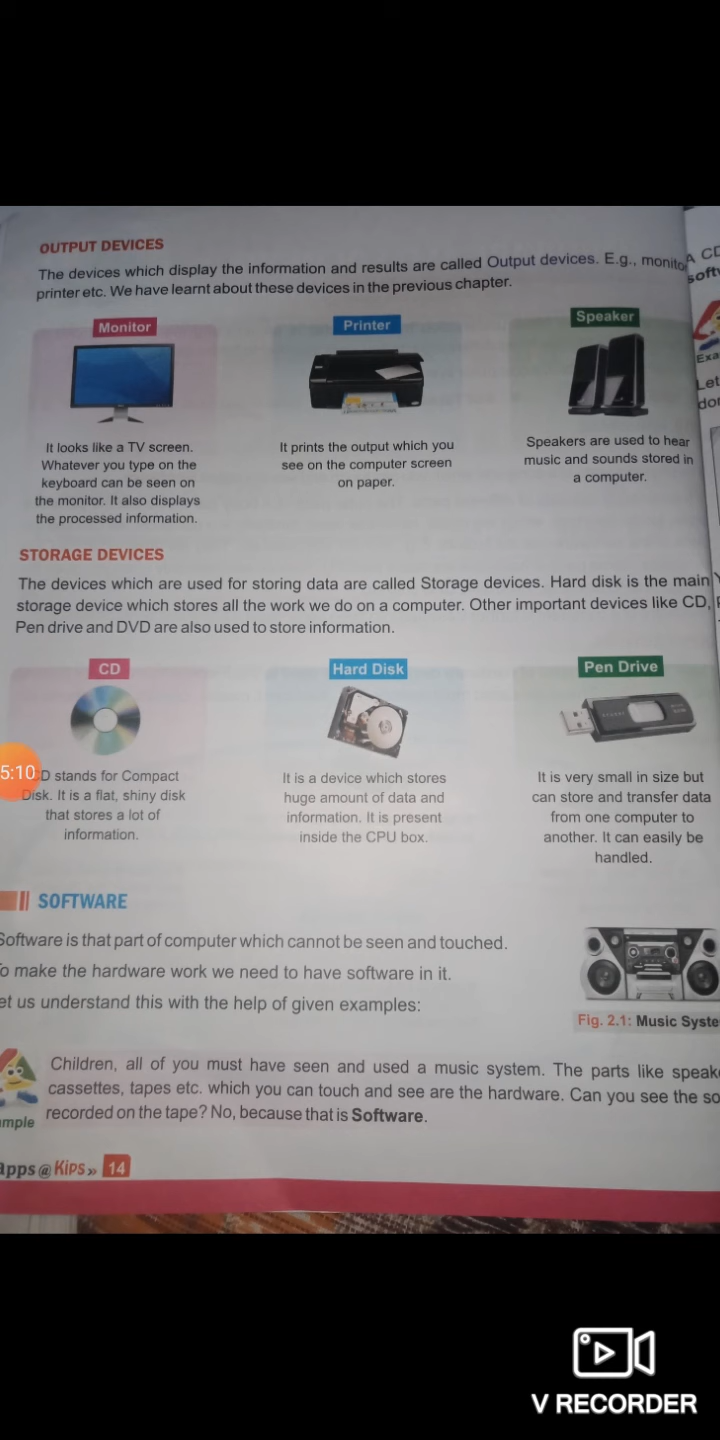 OUTPUT DEVICES
The devices which display the information and results are called Output devices. E.g., monito
printer etc. We have learnt about these devices in the previous chapter.
A CD
soft
Monitor
It looks like a TV screen.
Whatever you type on the
keyboard can be seen on
the monitor. It also displays
the processed information.
Printer
It prints the output which you
see on the computer screen
on paper.
Speaker
Speakers are used to hear
music and sounds stored in
a computer.
Exa
Let
dor
STORAGE DEVICES
The devices which are used for storing data are called Storage devices. Hard disk is the main
storage device which stores all the work we do on a computer. Other important devices like CD,
Pen drive and DVD are also used to store information.
CD
D stands for Compact
Disk. It is a flat, shiny disk
that stores a lot of
information.
Hard Disk
It is a device which stores
huge amount of data and
information. It is present
inside the CPU box.
Pen Drive
It is very small in size but
can store and transfer data
from one computer to
another. It can easily be
handled.
5:10
SOFTWARE
Software is that part of computer which cannot be seen and touched.
o make the hardware work we need to have software in it.
et us understand this with the help of given examples:
Fig. 2.1: Music Syste
Children, all of you must have seen and used a music system. The parts like speak
cassettes, tapes etc. which you can touch and see are the hardware. Can you see the so
recorded on the tape? No, because that is Software.
mple
apps@Kips» 14
V RECORDER